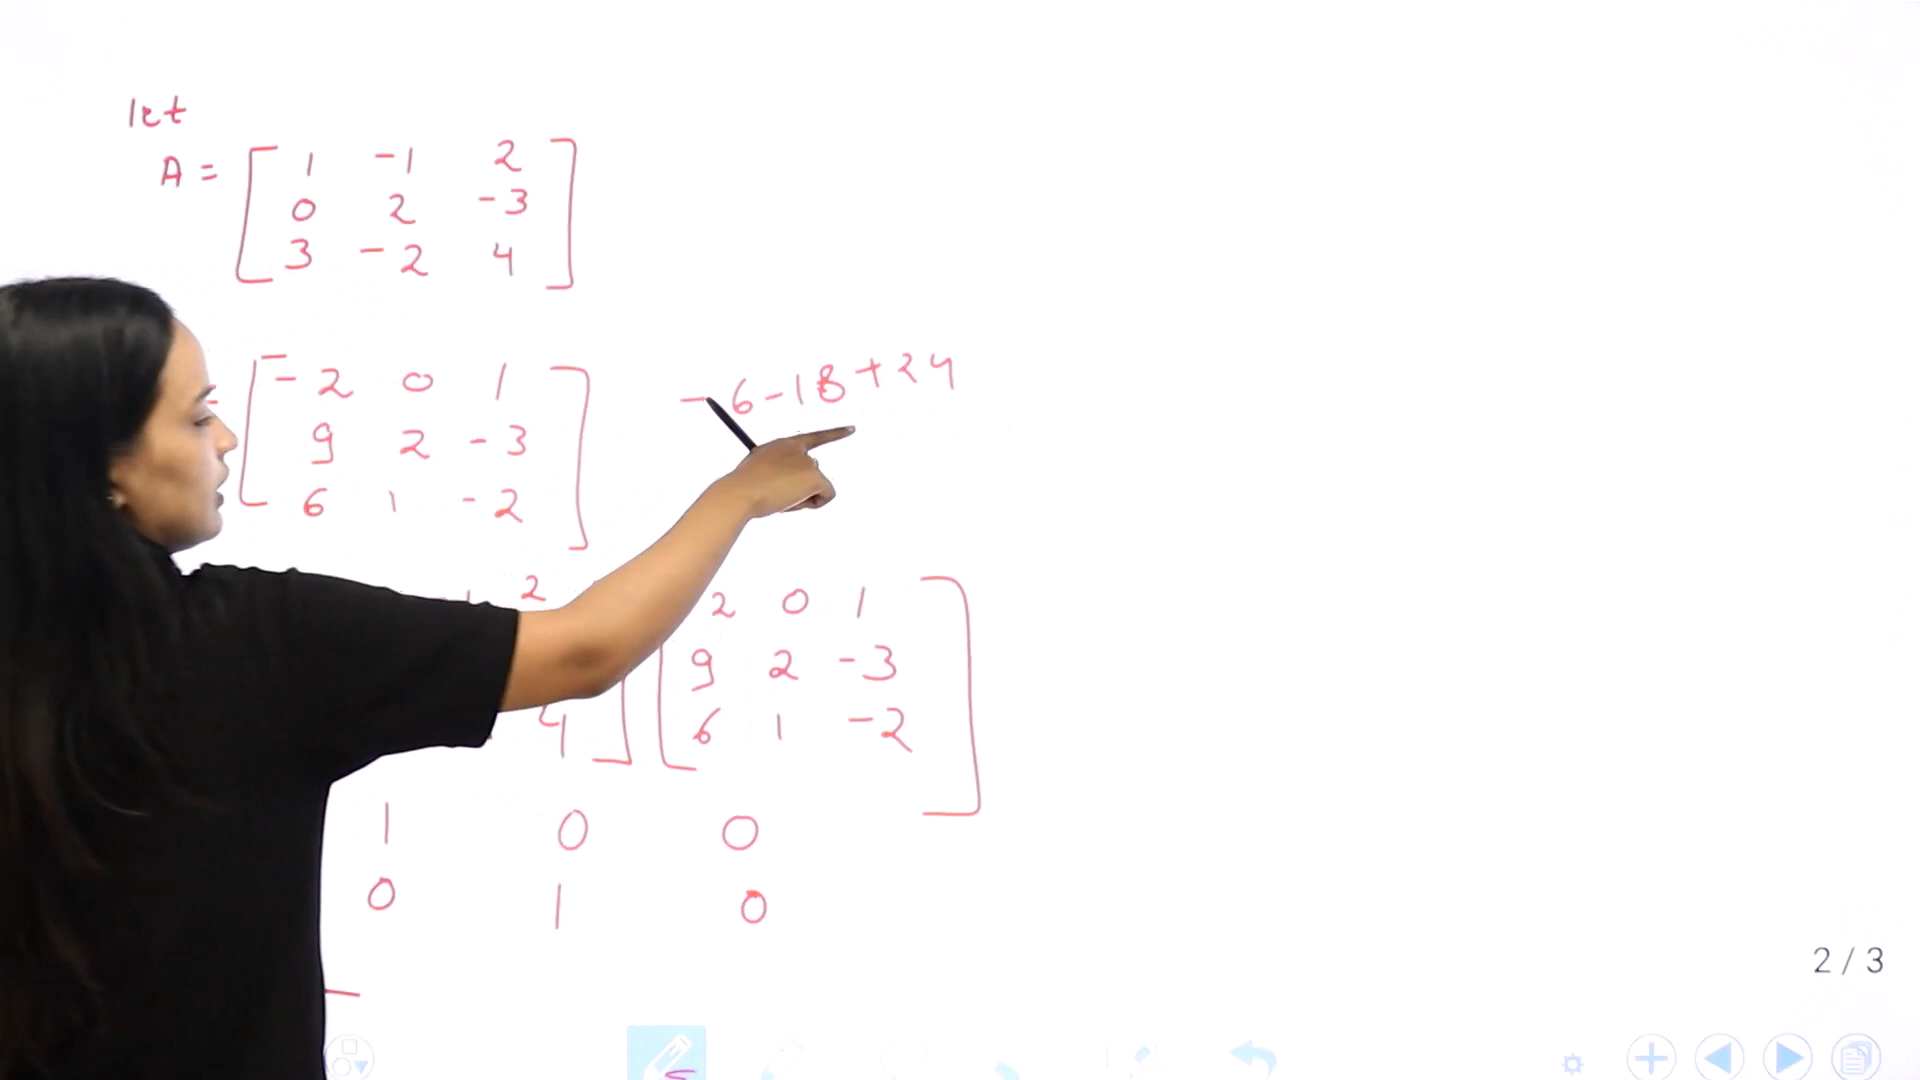 let
A = [ 1 -1 2
0 2 -3
3 -2 4 ]
= [ -2 0 1
9 2 -3
6 1 -2 ]
-6-18+24
2 2 0 1
9 2 -3
4 6 1 -2
1 0 0
0 1 0
2 / 3